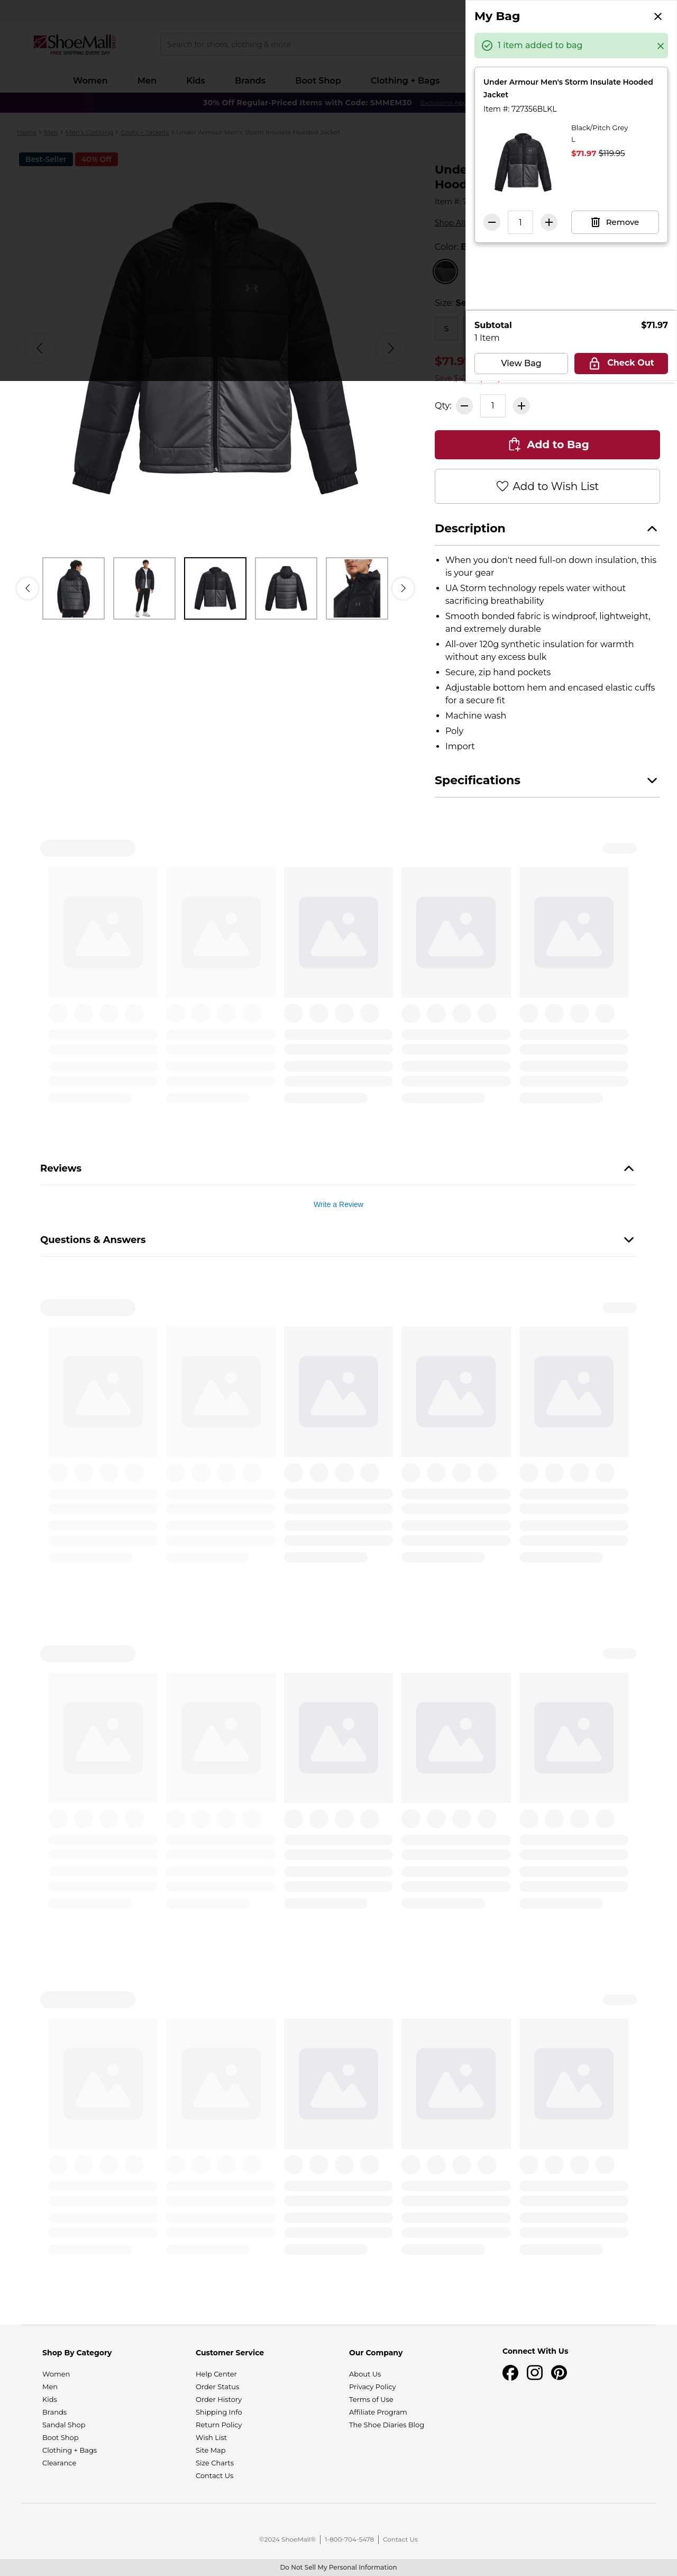 My Bag
1 item added to bag
Under Armour Men's Storm Insulate Hooded
Jacket
Item #: 727356BLKL
Black/Pitch Grey
L
$71.97 $119.95
1
Remove
Subtotal $71.97
1 Item
View Bag
Check Out
ShoeMall
FREE SHIPPING EVERY DAY
Search for shoes, clothing & more
Women
Men
Kids
Brands
Boot Shop
Clothing + Bags
30% Off Regular-Priced Items with Code: SMMEM30
Home > Men > Men's Clothing > Coats + Jackets > Under Armour Men's Storm Insulate Hooded Jacket
Best-Seller
40% Off
Item #:
Shop All
Color:
Size:
S
Qty:
1
Add to Bag
Add to Wish List
Description
When you don't need full-on down insulation, this
is your gear
UA Storm technology repels water without
sacrificing breathability
Smooth bonded fabric is windproof, lightweight,
and extremely durable
All-over 120g synthetic insulation for warmth
without any excess bulk
Secure, zip hand pockets
Adjustable bottom hem and encased elastic cuffs
for a secure fit
Machine wash
Poly
Import
Specifications
Reviews
Write a Review
Questions & Answers
Shop By Category
Women
Men
Kids
Brands
Sandal Shop
Boot Shop
Clothing + Bags
Clearance
Customer Service
Help Center
Order Status
Order History
Shipping Info
Return Policy
Wish List
Site Map
Size Charts
Contact Us
Our Company
About Us
Privacy Policy
Terms of Use
Affiliate Program
The Shoe Diaries Blog
Connect With Us
©2024 ShoeMall® | 1-800-704-5478 | Contact Us
Do Not Sell My Personal Information